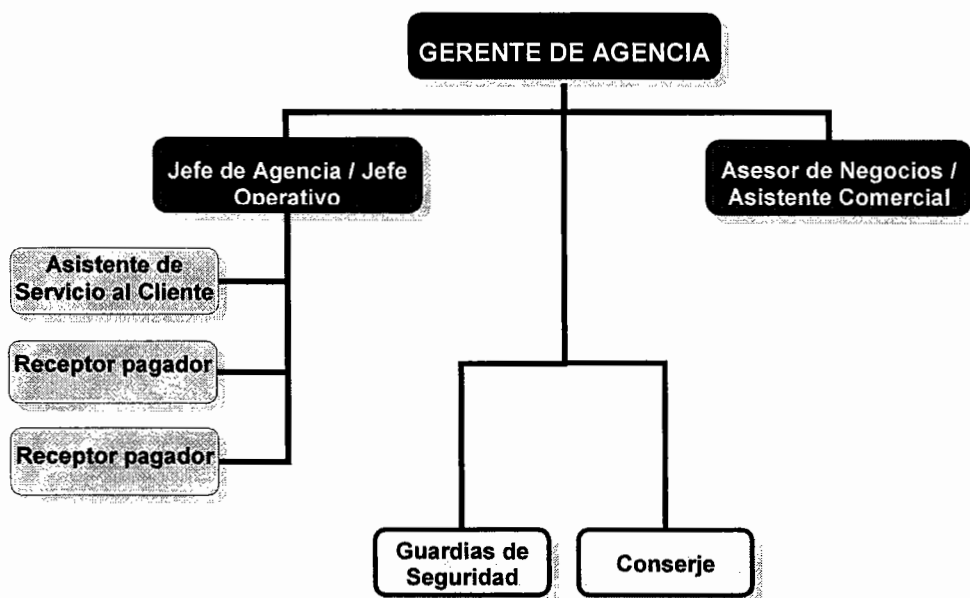 GERENTE DE AGENCIA
Jefe de Agencia / Jefe
Operativo
Asesor de Negocios /
Asistente Comercial
Asistente de
Servicio al Cliente
Receptor pagador
Receptor pagador
Guardias de
Seguridad
Conserje